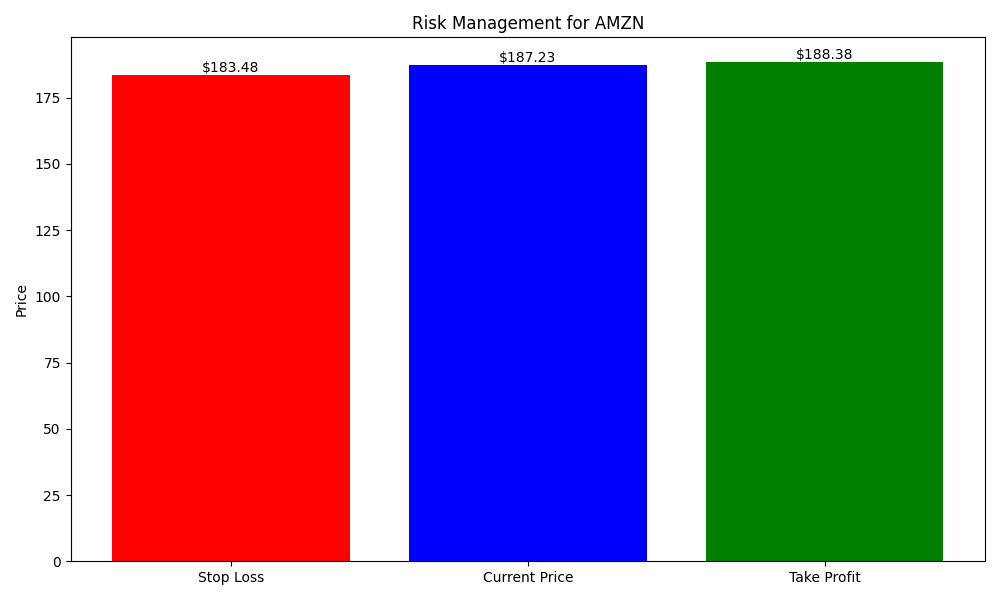 Risk Management for AMZN
$183.48
$187.23
$188.38
Price
175
150
125
100
75
50
25
0
Stop Loss
Current Price
Take Profit